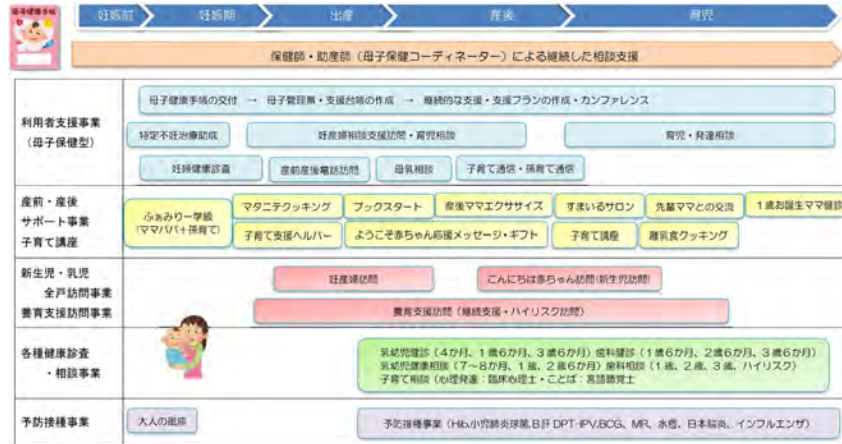 母子健康手帳
妊娠前
妊娠期
出産
産後
育児
保健師・助産師（母子保健コーディネーター）による継続した相談支援
利用者支援事業
（母子保健型）
母子健康手帳の交付 → 母子管理票・支援台帳の作成 → 継続的な支援・支援プランの作成・カンファレンス
特定不妊治療助成
妊産婦相談支援訪問・育児相談
育児・発達相談
妊婦健康診査
産前産後電話訪問
母乳相談
子育て通信・孫育て通信
産前・産後
サポート事業
子育て講座
ふぁみりー学級
(ママパパ+孫育て)
マタニテクッキング
ブックスタート
産後ママエクササイズ
すまいるサロン
先輩ママとの交流
1歳お誕生ママ健診
子育て支援ヘルパー
ようこそ赤ちゃん応援メッセージ・ギフト
子育て講座
離乳食クッキング
新生児・乳児
全戸訪問事業
養育支援訪問事業
妊産婦訪問
こんにちは赤ちゃん訪問(新生児訪問)
養育支援訪問（継続支援・ハイリスク訪問）
各種健康診査
・相談事業
乳幼児健診（4か月、1歳6か月、3歳6か月）歯科健診（1歳6か月、2歳6か月、3歳6か月）
乳幼児健康相談（7～8か月、1歳、2歳6か月）歯科相談（1歳、2歳、3歳、ハイリスク）
子育て相談（心理発達：臨床心理士・ことば：言語聴覚士）
予防接種事業
大人の風疹
予防接種事業（Hib,小児肺炎球菌,B肝 DPT-IPV,BCG、MR、水痘、日本脳炎、インフルエンザ）